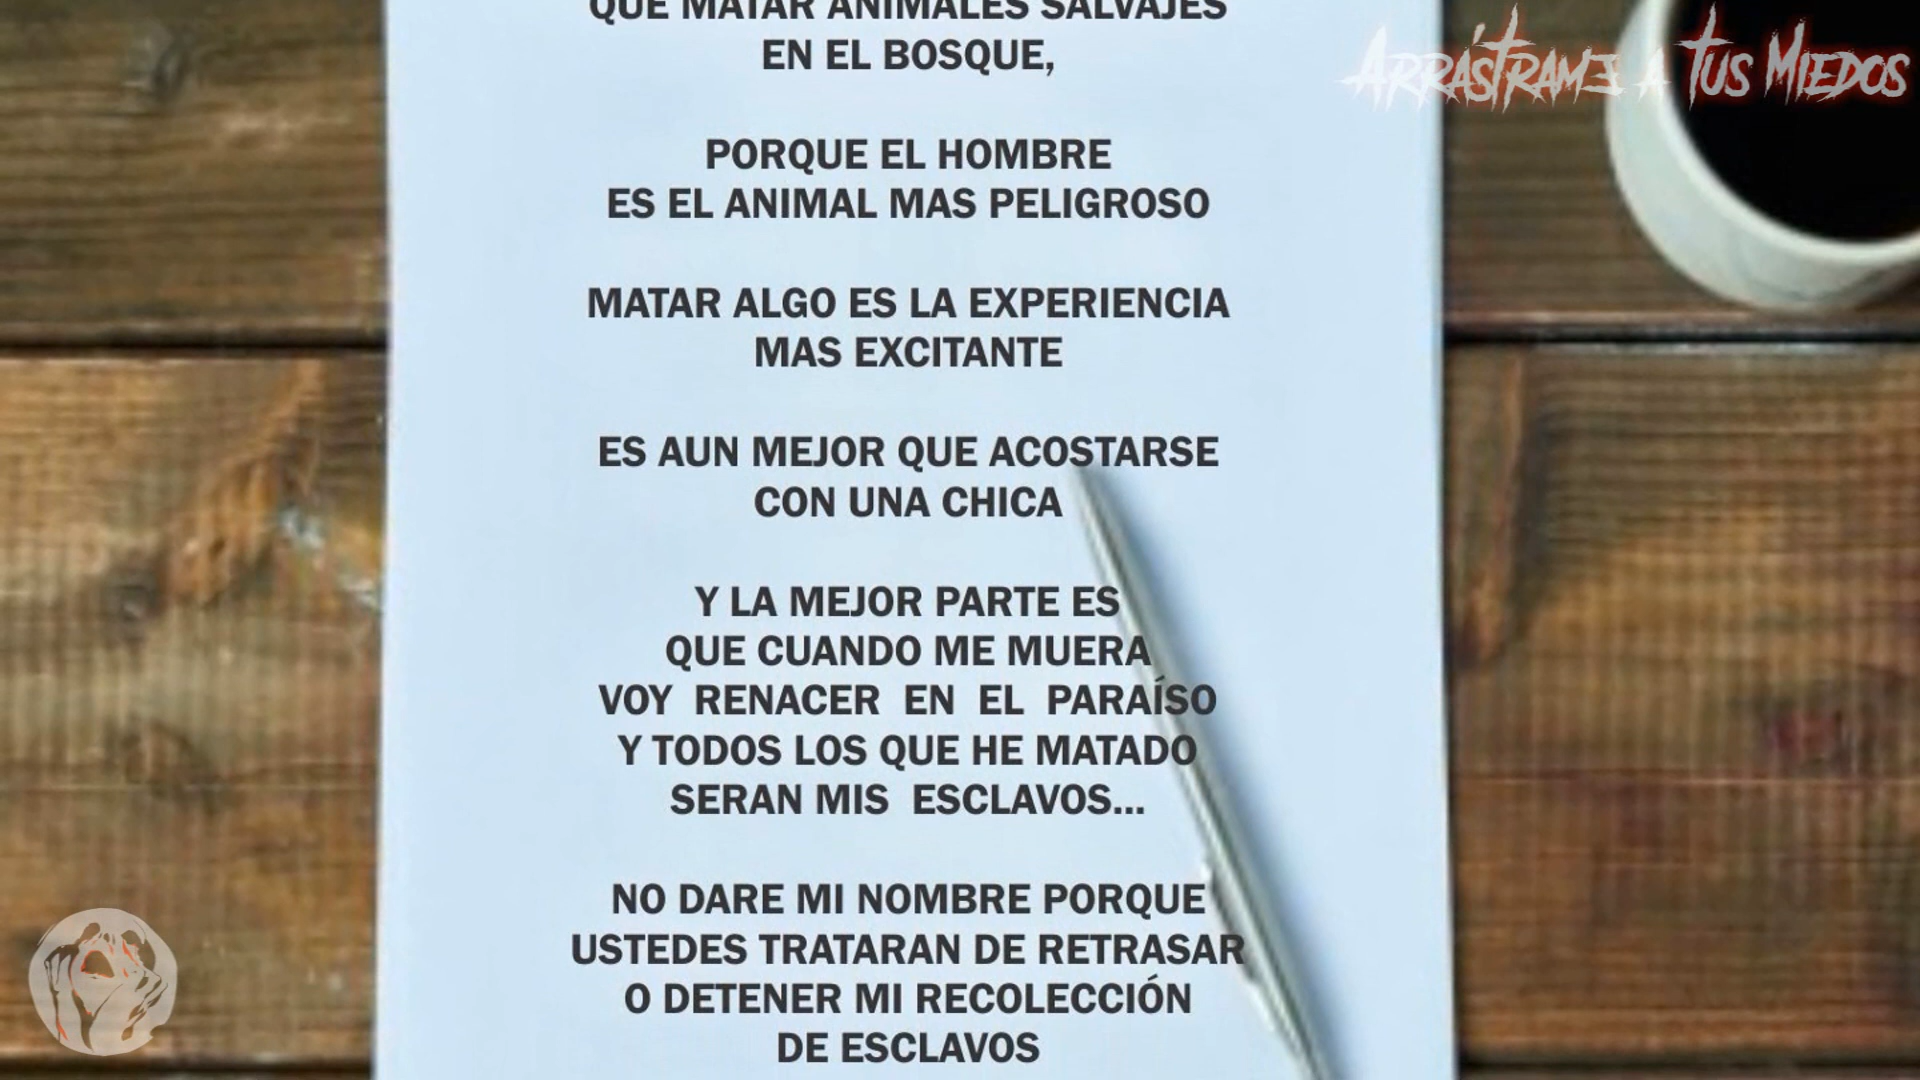 QUE MATAR ANIMALES SALVAJES
EN EL BOSQUE,
PORQUE EL HOMBRE
ES EL ANIMAL MAS PELIGROSO
MATAR ALGO ES LA EXPERIENCIA
MAS EXCITANTE
ES AUN MEJOR QUE ACOSTARSE
CON UNA CHICA
Y LA MEJOR PARTE ES
QUE CUANDO ME MUERA
VOY RENACER EN EL PARAÍSO
Y TODOS LOS QUE HE MATADO
SERAN MIS ESCLAVOS...
NO DARE MI NOMBRE PORQUE
USTEDES TRATARAN DE RETRASAR
O DETENER MI RECOLECCIÓN
DE ESCLAVOS
ARRÁSTRAME A TUS MIEDOS